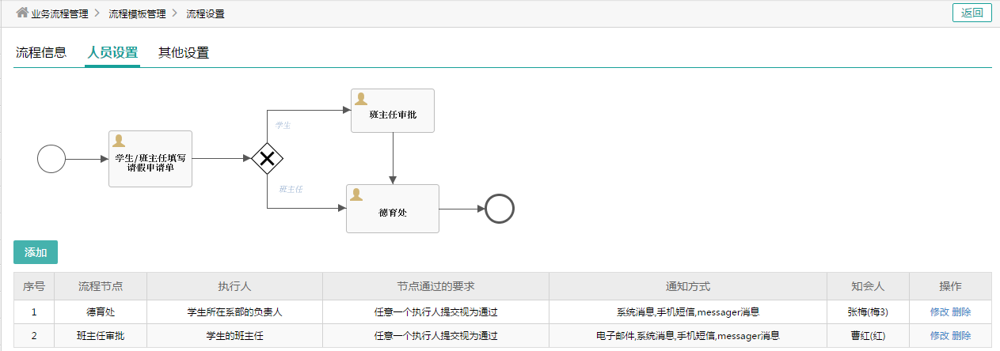 业务流程管理 > 流程模板管理 > 流程设置
返回
流程信息 人员设置 其他设置
班主任审批
学生
学生/班主任填写
请假申请单
班主任
德育处
添加
序号 流程节点 执行人 节点通过的要求 通知方式 知会人 操作
1 德育处 学生所在系部的负责人 任意一个执行人提交视为通过 系统消息,手机短信,messager消息 张梅(梅3) 修改 删除
2 班主任审批 学生的班主任 任意一个执行人提交视为通过 电子邮件,系统消息,手机短信,messager消息 曹红(红) 修改 删除